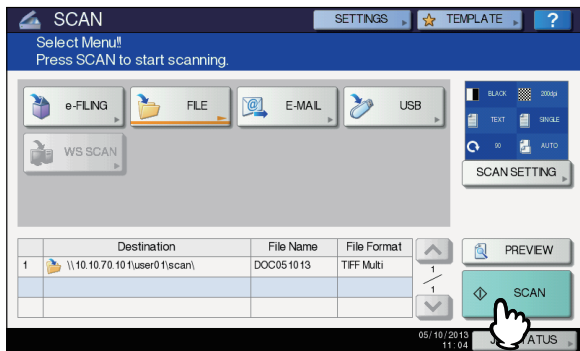 SCAN
SETTINGS
TEMPLATE
?
Select Menu!!
Press SCAN to start scanning.
e-FILING
FILE
E-MAIL
USB
WS SCAN
BLACK 200dpi
TEXT SINGLE
90 AUTO
SCAN SETTING
Destination File Name File Format
1 \\10.10.70.101\user01\scan\ DOC051013 TIFF Multi
1
1
PREVIEW
SCAN
05/10/2013
11:04